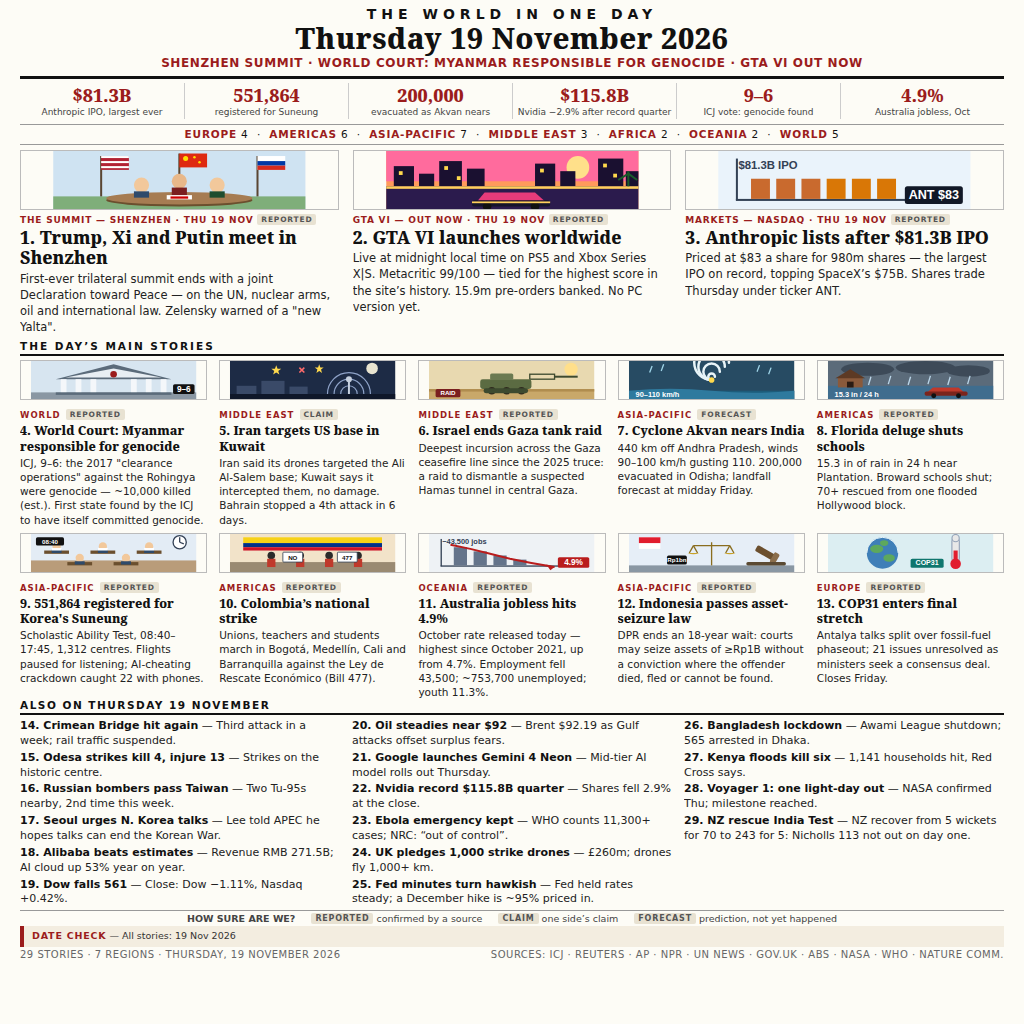 THE WORLD IN ONE DAY
Thursday 19 November 2026
SHENZHEN SUMMIT · WORLD COURT: MYANMAR RESPONSIBLE FOR GENOCIDE · GTA VI OUT NOW
$81.3B
Anthropic IPO, largest ever
551,864
registered for Suneung
200,000
evacuated as Akvan nears
$115.8B
Nvidia −2.9% after record quarter
9–6
ICJ vote: genocide found
4.9%
Australia jobless, Oct
EUROPE 4 · AMERICAS 6 · ASIA-PACIFIC 7 · MIDDLE EAST 3 · AFRICA 2 · OCEANIA 2 · WORLD 5
THE SUMMIT — SHENZHEN · THU 19 NOV REPORTED
1. Trump, Xi and Putin meet in
Shenzhen
First-ever trilateral summit ends with a joint
Declaration toward Peace — on the UN, nuclear arms,
oil and international law. Zelensky warned of a "new
Yalta".
GTA VI — OUT NOW · THU 19 NOV REPORTED
2. GTA VI launches worldwide
Live at midnight local time on PS5 and Xbox Series
X|S. Metacritic 99/100 — tied for the highest score in
the site’s history. 15.9m pre-orders banked. No PC
version yet.
$81.3B IPO
ANT $83
MARKETS — NASDAQ · THU 19 NOV REPORTED
3. Anthropic lists after $81.3B IPO
Priced at $83 a share for 980m shares — the largest
IPO on record, topping SpaceX’s $75B. Shares trade
Thursday under ticker ANT.
THE DAY’S MAIN STORIES
9–6
WORLD REPORTED
4. World Court: Myanmar
responsible for genocide
ICJ, 9–6: the 2017 "clearance
operations" against the Rohingya
were genocide — ~10,000 killed
(est.). First state found by the ICJ
to have itself committed genocide.
MIDDLE EAST CLAIM
5. Iran targets US base in
Kuwait
Iran said its drones targeted the Ali
Al-Salem base; Kuwait says it
intercepted them, no damage.
Bahrain stopped a 4th attack in 6
days.
RAID
MIDDLE EAST REPORTED
6. Israel ends Gaza tank raid
Deepest incursion across the Gaza
ceasefire line since the 2025 truce:
a raid to dismantle a suspected
Hamas tunnel in central Gaza.
90–110 km/h
ASIA-PACIFIC FORECAST
7. Cyclone Akvan nears India
440 km off Andhra Pradesh, winds
90–100 km/h gusting 110. 200,000
evacuated in Odisha; landfall
forecast at midday Friday.
15.3 in / 24 h
AMERICAS REPORTED
8. Florida deluge shuts
schools
15.3 in of rain in 24 h near
Plantation. Broward schools shut;
70+ rescued from one flooded
Hollywood block.
08:40
ASIA-PACIFIC REPORTED
9. 551,864 registered for
Korea's Suneung
Scholastic Ability Test, 08:40–
17:45, 1,312 centres. Flights
paused for listening; AI-cheating
crackdown caught 22 with phones.
NO
477
AMERICAS REPORTED
10. Colombia’s national
strike
Unions, teachers and students
march in Bogotá, Medellín, Cali and
Barranquilla against the Ley de
Rescate Económico (Bill 477).
−43,500 jobs
4.9%
OCEANIA REPORTED
11. Australia jobless hits
4.9%
October rate released today —
highest since October 2021, up
from 4.7%. Employment fell
43,500; ~753,700 unemployed;
youth 11.3%.
Rp1bn
ASIA-PACIFIC REPORTED
12. Indonesia passes asset-
seizure law
DPR ends an 18-year wait: courts
may seize assets of ≥Rp1B without
a conviction where the offender
died, fled or cannot be found.
COP31
EUROPE REPORTED
13. COP31 enters final
stretch
Antalya talks split over fossil-fuel
phaseout; 21 issues unresolved as
ministers seek a consensus deal.
Closes Friday.
ALSO ON THURSDAY 19 NOVEMBER
14. Crimean Bridge hit again — Third attack in a
week; rail traffic suspended.
15. Odesa strikes kill 4, injure 13 — Strikes on the
historic centre.
16. Russian bombers pass Taiwan — Two Tu-95s
nearby, 2nd time this week.
17. Seoul urges N. Korea talks — Lee told APEC he
hopes talks can end the Korean War.
18. Alibaba beats estimates — Revenue RMB 271.5B;
AI cloud up 53% year on year.
19. Dow falls 561 — Close: Dow −1.11%, Nasdaq
+0.42%.
20. Oil steadies near $92 — Brent $92.19 as Gulf
attacks offset surplus fears.
21. Google launches Gemini 4 Neon — Mid-tier AI
model rolls out Thursday.
22. Nvidia record $115.8B quarter — Shares fell 2.9%
at the close.
23. Ebola emergency kept — WHO counts 11,300+
cases; NRC: “out of control”.
24. UK pledges 1,000 strike drones — £260m; drones
fly 1,000+ km.
25. Fed minutes turn hawkish — Fed held rates
steady; a December hike is ~95% priced in.
26. Bangladesh lockdown — Awami League shutdown;
565 arrested in Dhaka.
27. Kenya floods kill six — 1,141 households hit, Red
Cross says.
28. Voyager 1: one light-day out — NASA confirmed
Thu; milestone reached.
29. NZ rescue India Test — NZ recover from 5 wickets
for 70 to 243 for 5: Nicholls 113 not out on day one.
HOW SURE ARE WE? REPORTED confirmed by a source CLAIM one side’s claim FORECAST prediction, not yet happened
DATE CHECK — All stories: 19 Nov 2026
29 STORIES · 7 REGIONS · THURSDAY, 19 NOVEMBER 2026
SOURCES: ICJ · REUTERS · AP · NPR · UN NEWS · GOV.UK · ABS · NASA · WHO · NATURE COMM.